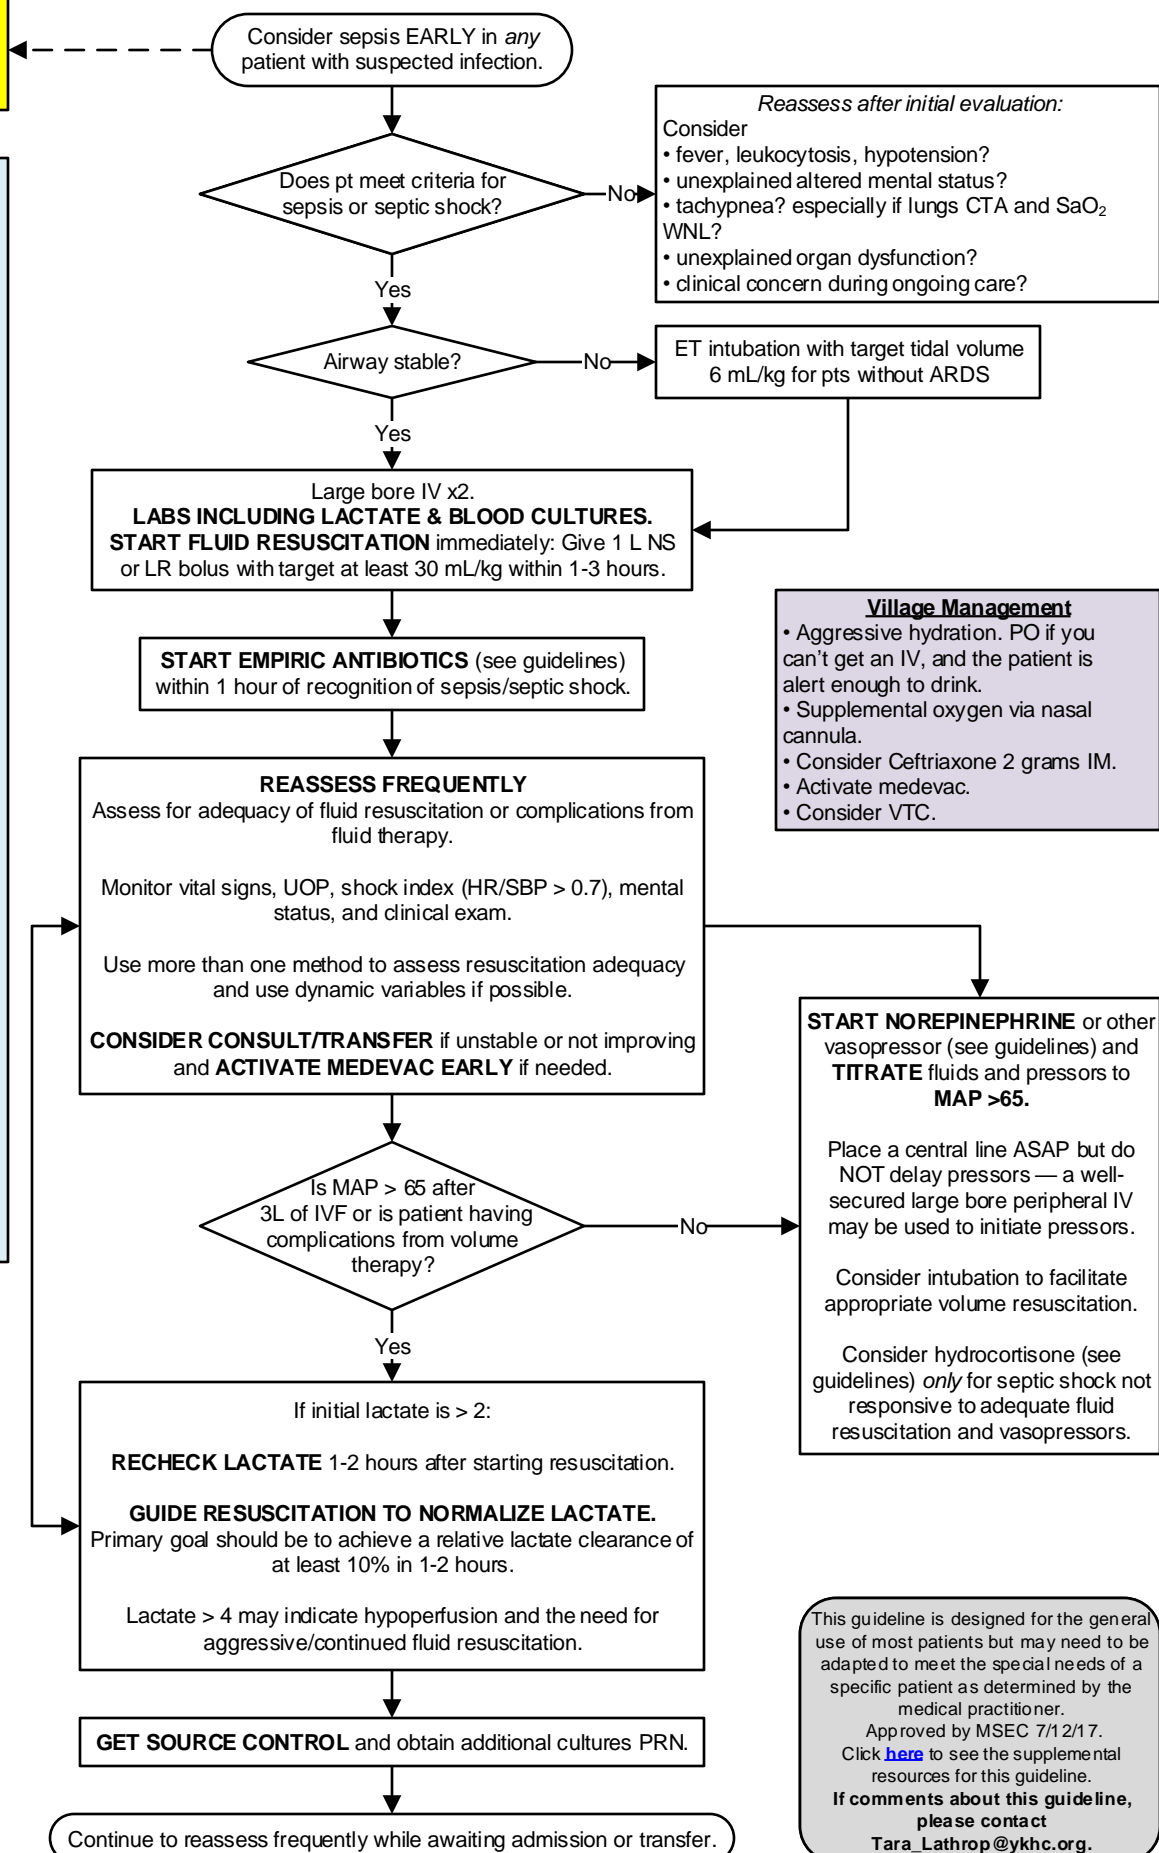 Consider sepsis EARLY in any
patient with suspected infection.
Reassess after initial evaluation:
Consider
• fever, leukocytosis, hypotension?
• unexplained altered mental status?
• tachypnea? especially if lungs CTA and SaO₂
WNL?
• unexplained organ dysfunction?
• clinical concern during ongoing care?
Does pt meet criteria for
sepsis or septic shock?
No
Yes
Airway stable?
No
ET intubation with target tidal volume
6 mL/kg for pts without ARDS
Yes
Large bore IV x2.
LABS INCLUDING LACTATE & BLOOD CULTURES.
START FLUID RESUSCITATION immediately: Give 1 L NS
or LR bolus with target at least 30 mL/kg within 1-3 hours.
Village Management
• Aggressive hydration. PO if you
can't get an IV, and the patient is
alert enough to drink.
• Supplemental oxygen via nasal
cannula.
• Consider Ceftriaxone 2 grams IM.
• Activate medevac.
• Consider VTC.
START EMPIRIC ANTIBIOTICS (see guidelines)
within 1 hour of recognition of sepsis/septic shock.
REASSESS FREQUENTLY
Assess for adequacy of fluid resuscitation or complications from
fluid therapy.
Monitor vital signs, UOP, shock index (HR/SBP > 0.7), mental
status, and clinical exam.
Use more than one method to assess resuscitation adequacy
and use dynamic variables if possible.
CONSIDER CONSULT/TRANSFER if unstable or not improving
and ACTIVATE MEDEVAC EARLY if needed.
START NOREPINEPHRINE or other
vasopressor (see guidelines) and
TITRATE fluids and pressors to
MAP >65.
Place a central line ASAP but do
NOT delay pressors — a well-
secured large bore peripheral IV
may be used to initiate pressors.
Consider intubation to facilitate
appropriate volume resuscitation.
Consider hydrocortisone (see
guidelines) only for septic shock not
responsive to adequate fluid
resuscitation and vasopressors.
Is MAP > 65 after
3L of IVF or is patient having
complications from volume
therapy?
No
Yes
If initial lactate is > 2:
RECHECK LACTATE 1-2 hours after starting resuscitation.
GUIDE RESUSCITATION TO NORMALIZE LACTATE.
Primary goal should be to achieve a relative lactate clearance of
at least 10% in 1-2 hours.
Lactate > 4 may indicate hypoperfusion and the need for
aggressive/continued fluid resuscitation.
GET SOURCE CONTROL and obtain additional cultures PRN.
Continue to reassess frequently while awaiting admission or transfer.
This guideline is designed for the general
use of most patients but may need to be
adapted to meet the special needs of a
specific patient as determined by the
medical practitioner.
Approved by MSEC 7/12/17.
Click here to see the supplemental
resources for this guideline.
If comments about this guideline,
please contact
Tara_Lathrop@ykhc.org.